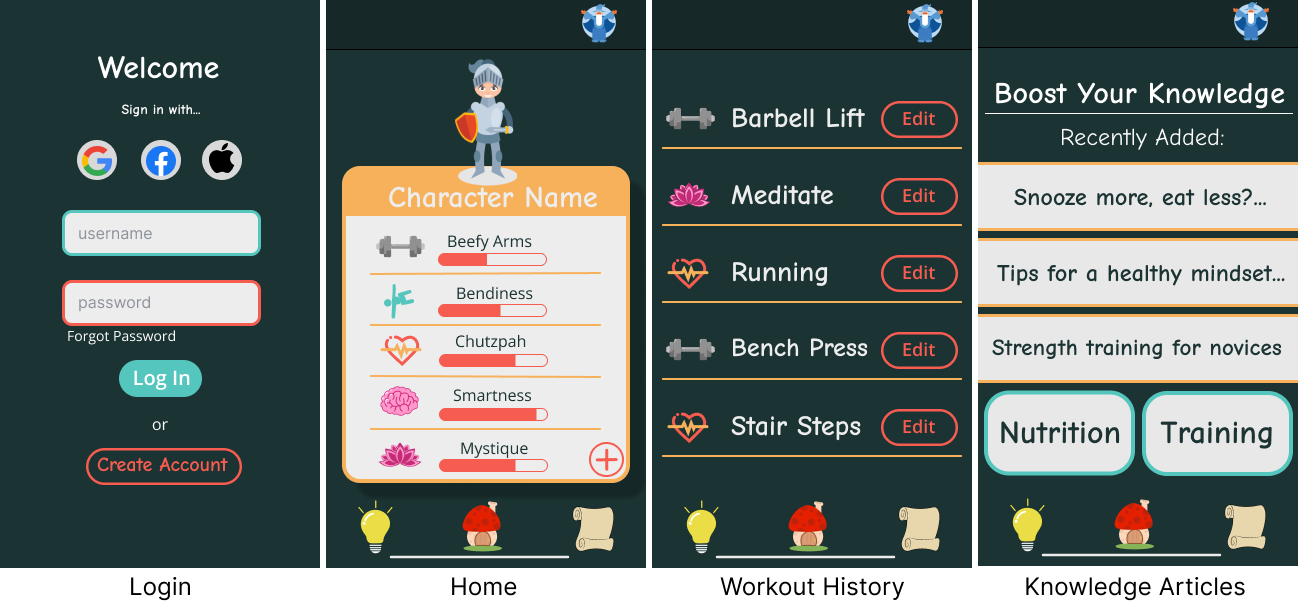 Welcome
Sign in with...
username
password
Forgot Password
Log In
or
Create Account
Login
Character Name
Beefy Arms
Bendiness
Chutzpah
Smartness
Mystique
Home
Barbell Lift Edit
Meditate Edit
Running Edit
Bench Press Edit
Stair Steps Edit
Workout History
Boost Your Knowledge
Recently Added:
Snooze more, eat less?...
Tips for a healthy mindset...
Strength training for novices
Nutrition Training
Knowledge Articles